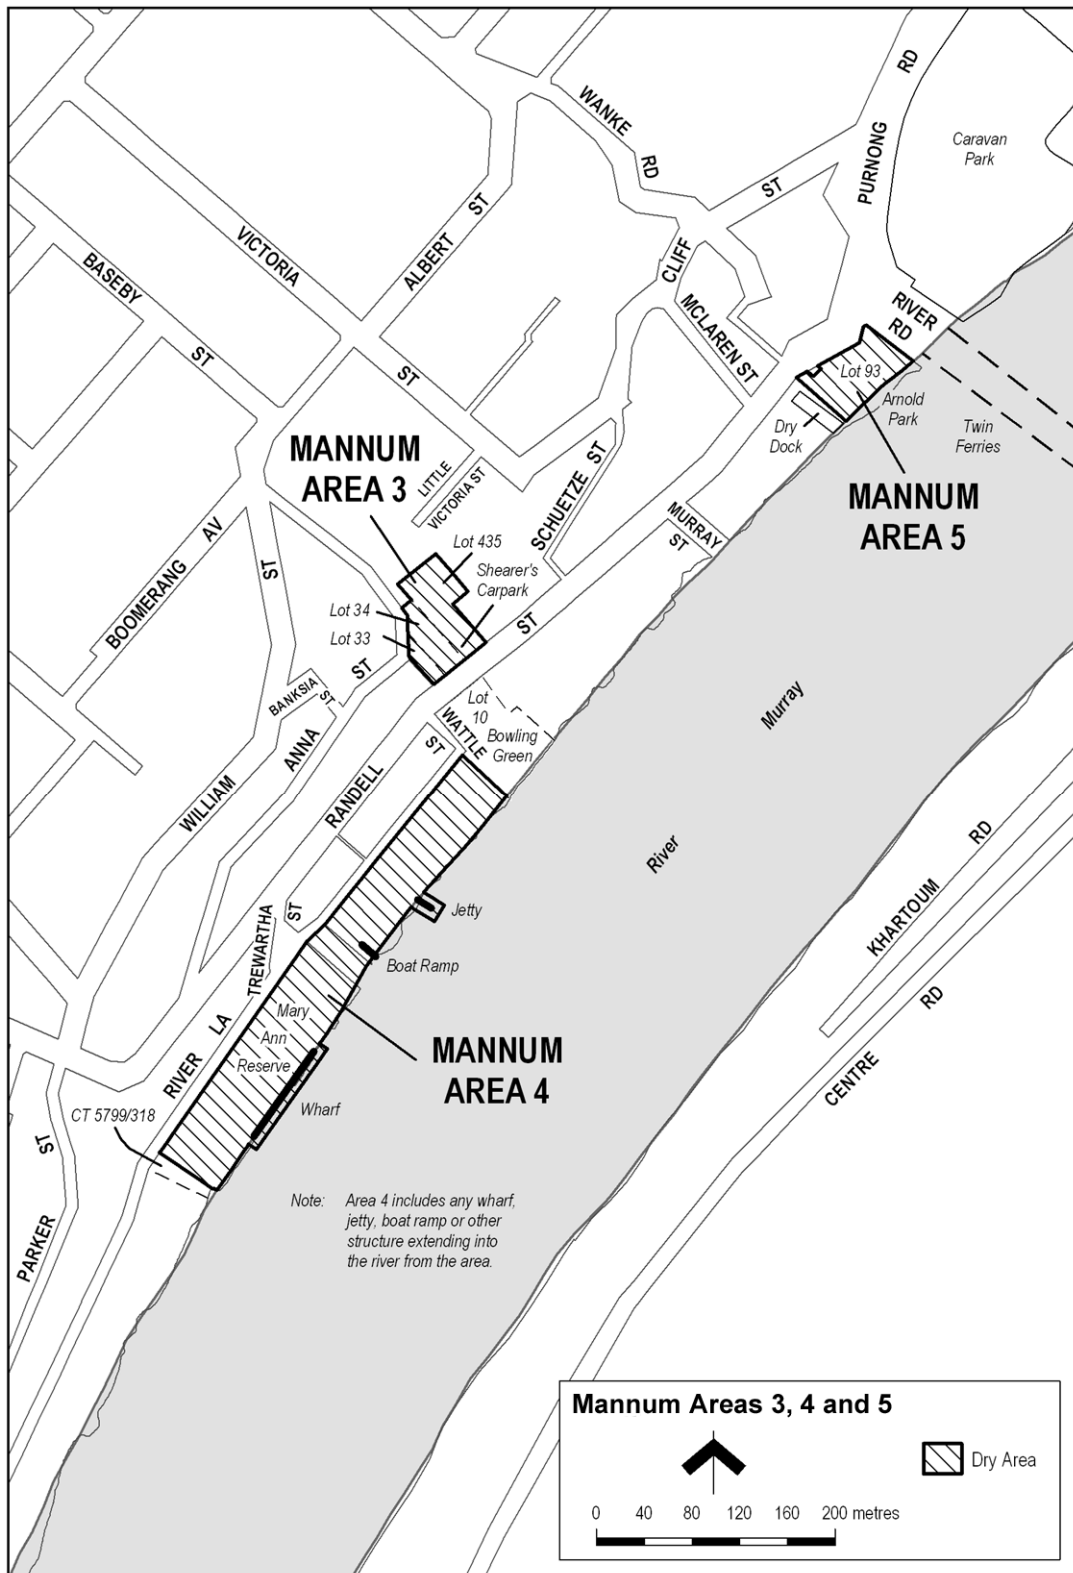 WANKE
RD
RD
PURNONG
Caravan
Park
ST
ALBERT
ST
VICTORIA
BASEBY
ST
CLIFF
MCLAREN ST
RIVER
RD
ST
Lot 93
Arnold
Park
Dry
Dock
Twin
Ferries
MANNUM
AREA 3
LITTLE
VICTORIA ST
SCHUETZE ST
MANNUM
AREA 5
MURRAY
ST
BOOMERANG AV
ST
Lot 435
Shearer's
Carpark
Lot 34
Lot 33
ST
ST
BANKSIA
ST
Lot
10
WATTLE
ST
Bowling
Green
Murray
River
ANNA
RANDELL
WILLIAM
KHARTOUM
RD
Jetty
ST
TREWARTHA
LA
Boat Ramp
RIVER
Mary
Ann
Reserve
MANNUM
AREA 4
RD
CENTRE
Wharf
CT 5799/318
ST
PARKER
Note: Area 4 includes any wharf,
jetty, boat ramp or other
structure extending into
the river from the area.
Mannum Areas 3, 4 and 5
Dry Area
0 40 80 120 160 200 metres